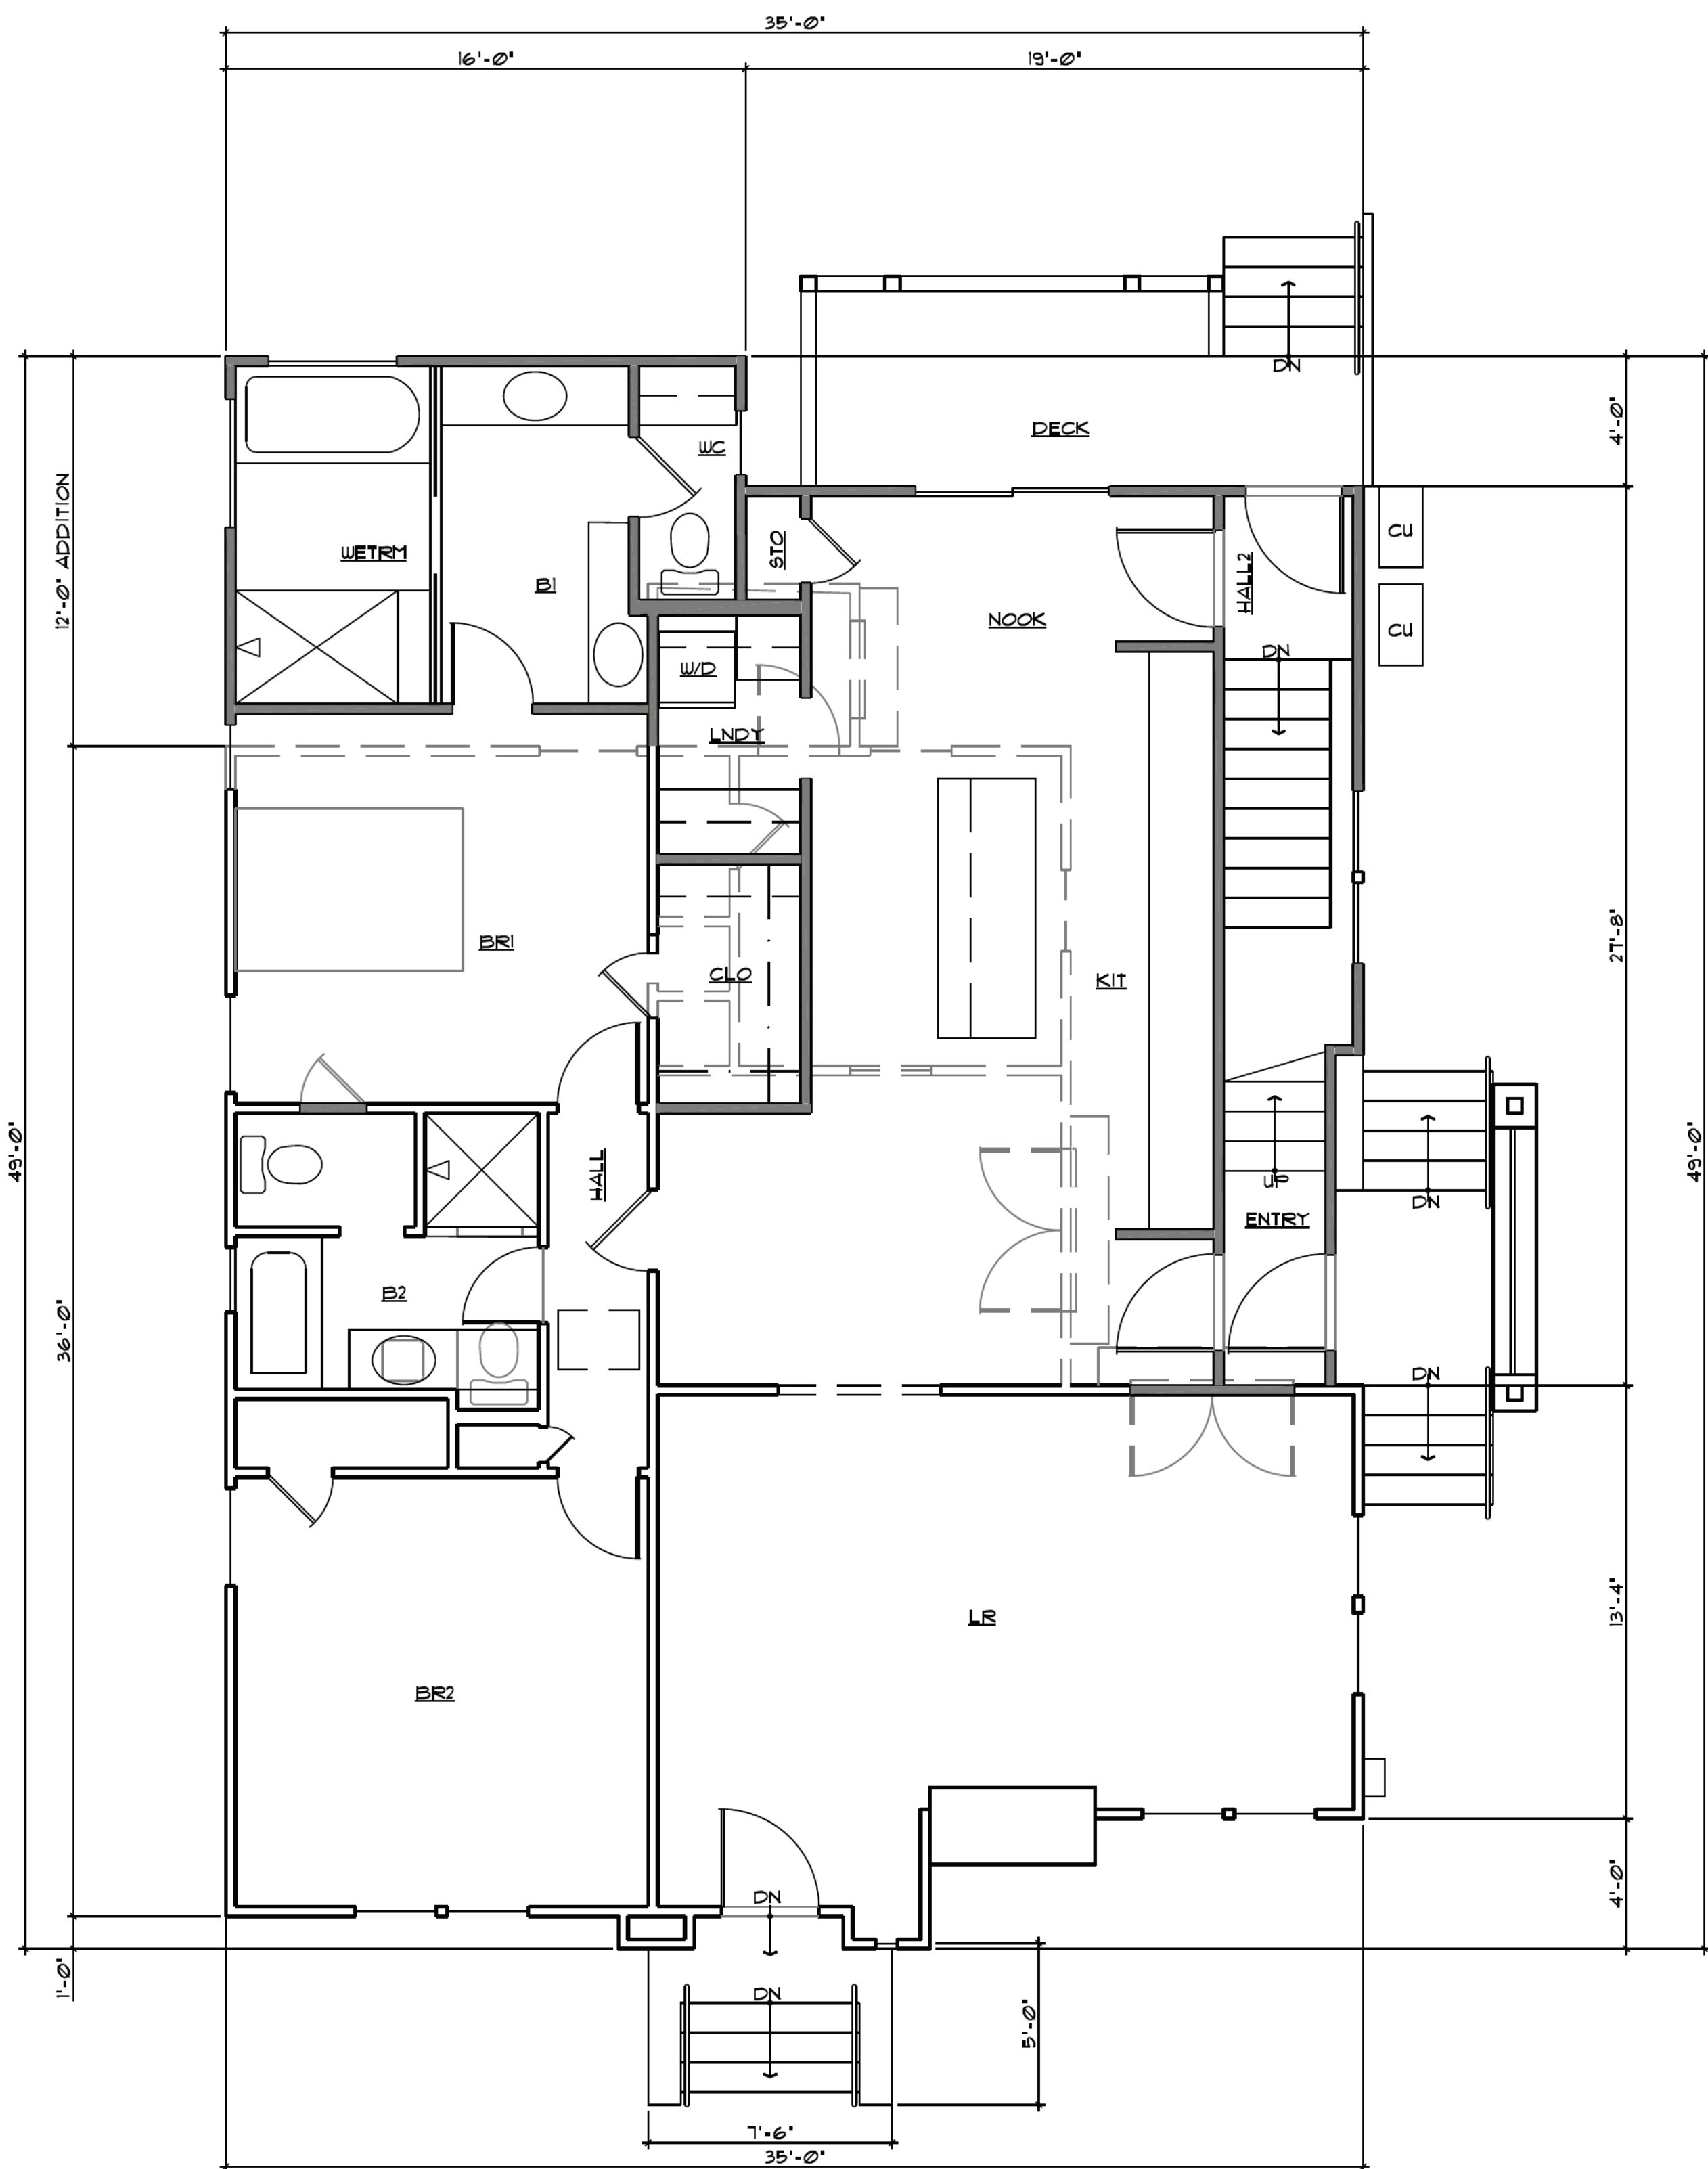 35'-0"
16'-0"
19'-0"
DN
DECK
4'-0"
WC
12'-0" ADDITION
WETRM
STO
CU
B1
HALL2
NOOK
CU
W/D
DN
LNDY
BR1
27'-8"
CLO
KIT
49'-0"
49'-0"
HALL
UP
DN
ENTRY
B2
36'-0"
DN
13'-4"
LR
BR2
4'-0"
DN
1'-0"
DN
5'-0"
7'-6"
35'-0"